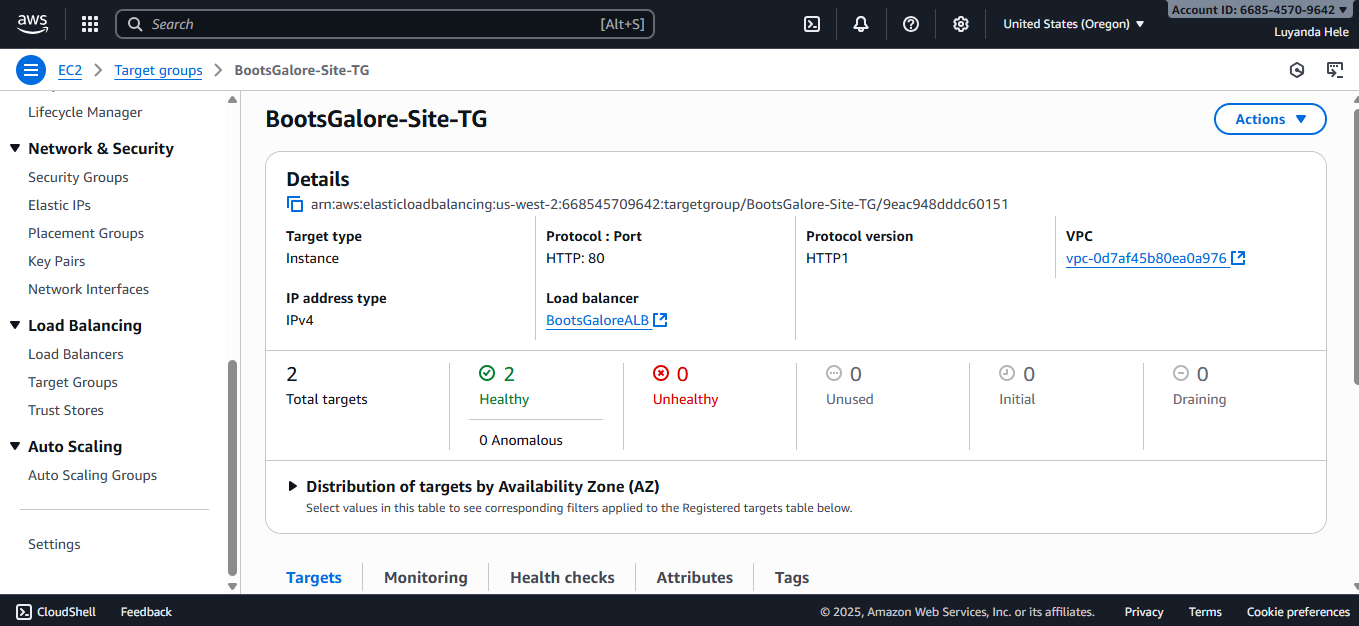 aws
Search
[Alt+S]
United States (Oregon)
Account ID: 6685-4570-9642
Luyanda Hele
EC2
Target groups
BootsGalore-Site-TG
Lifecycle Manager
Network & Security
Security Groups
Elastic IPs
Placement Groups
Key Pairs
Network Interfaces
Load Balancing
Load Balancers
Target Groups
Trust Stores
Auto Scaling
Auto Scaling Groups
Settings
BootsGalore-Site-TG
Actions
Details
arn:aws:elasticloadbalancing:us-west-2:668545709642:targetgroup/BootsGalore-Site-TG/9eac948dddc60151
Target type
Instance
Protocol : Port
HTTP: 80
Protocol version
HTTP1
VPC
vpc-0d7af45b80ea0a976
IP address type
IPv4
Load balancer
BootsGaloreALB
2
Total targets
2
Healthy
0 Anomalous
0
Unhealthy
0
Unused
0
Initial
0
Draining
Distribution of targets by Availability Zone (AZ)
Select values in this table to see corresponding filters applied to the Registered targets table below.
Targets
Monitoring
Health checks
Attributes
Tags
CloudShell
Feedback
© 2025, Amazon Web Services, Inc. or its affiliates.
Privacy
Terms
Cookie preferences